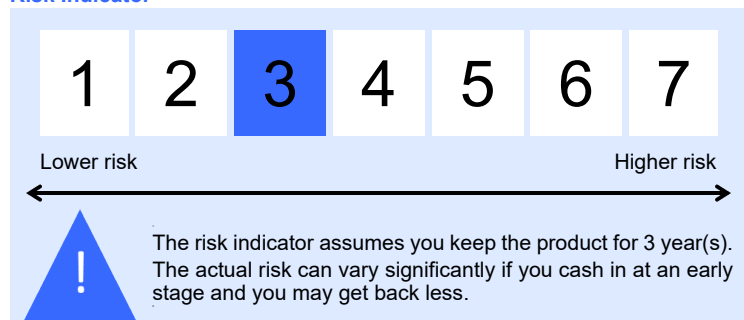 Risk Indicator
1 2 3 4 5 6 7
Lower risk Higher risk
!
The risk indicator assumes you keep the product for 3 year(s).
The actual risk can vary significantly if you cash in at an early
stage and you may get back less.